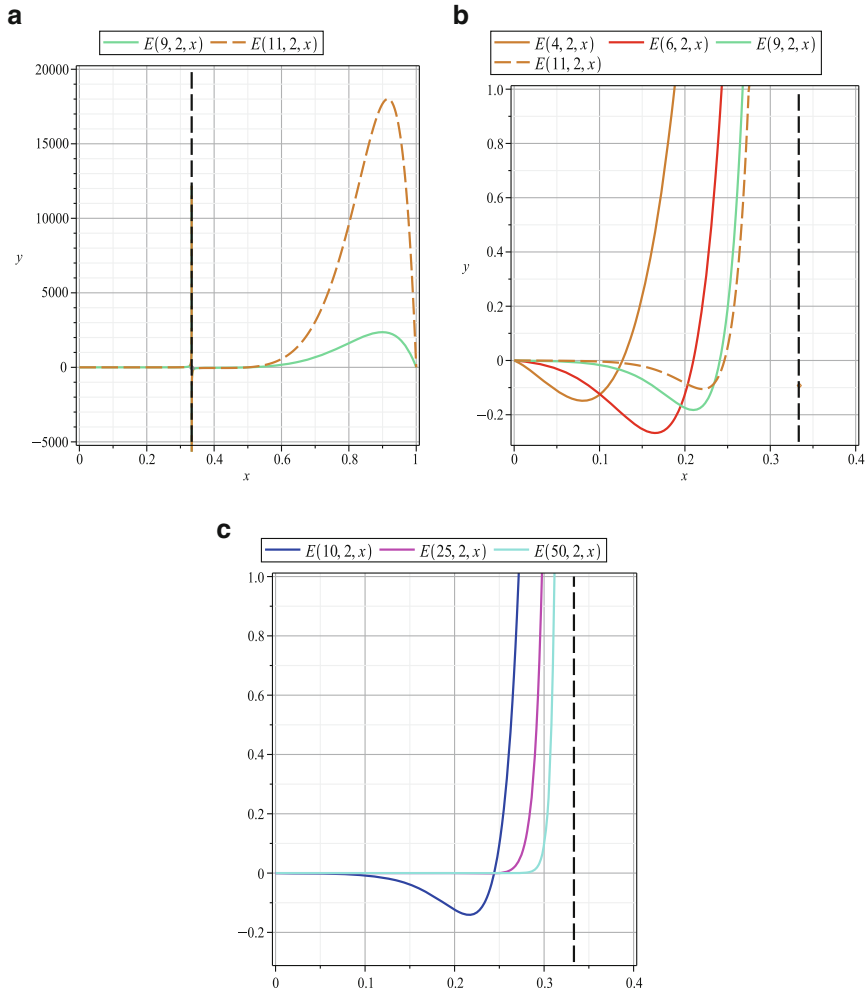 a
E(9, 2, x) E(11, 2, x)
20000
15000
y
10000
5000
0
−5000
0 0.2 0.4 0.6 0.8 1
x
b
E(4, 2, x) E(6, 2, x) E(9, 2, x)
E(11, 2, x)
1.0
0.8
0.6
0.4
y
0.2
0
−0.2
0 0.1 0.2 0.3 0.4
x
c
E(10, 2, x) E(25, 2, x) E(50, 2, x)
1.0
0.8
0.6
0.4
0.2
0
−0.2
0 0.1 0.2 0.3 0.4